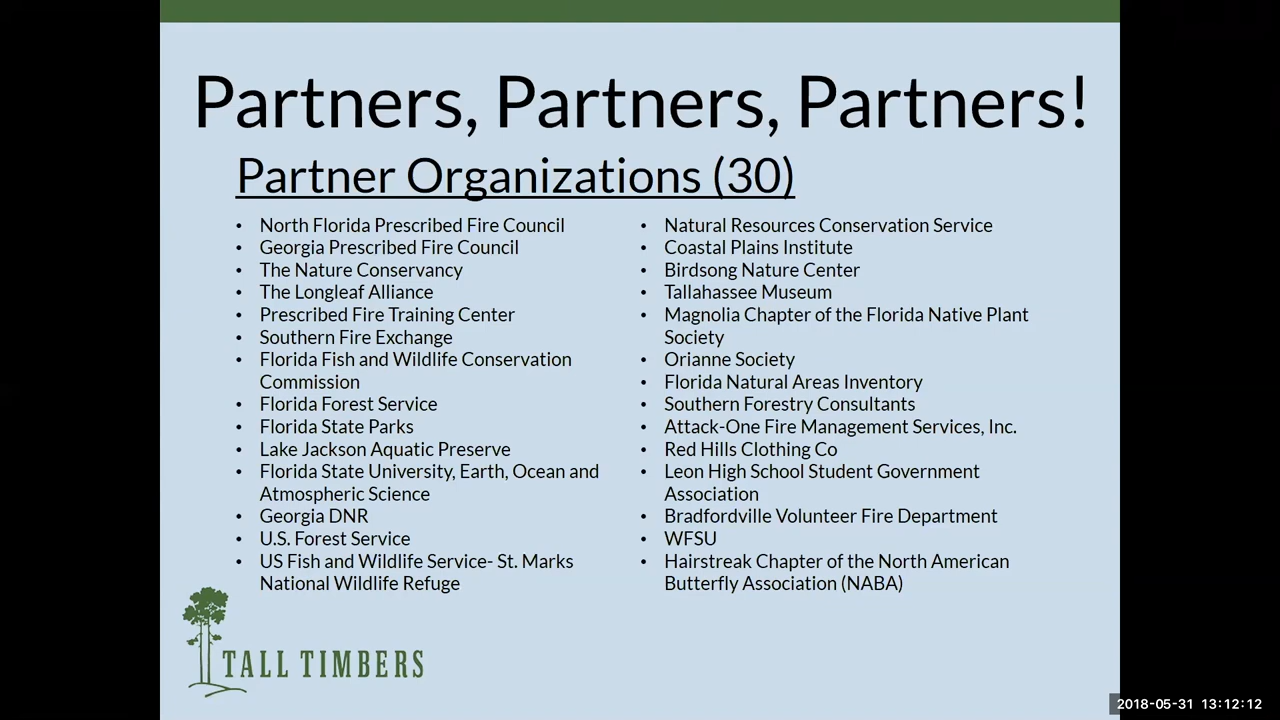 Partners, Partners, Partners!
Partner Organizations (30)
• North Florida Prescribed Fire Council
• Georgia Prescribed Fire Council
• The Nature Conservancy
• The Longleaf Alliance
• Prescribed Fire Training Center
• Southern Fire Exchange
• Florida Fish and Wildlife Conservation
Commission
• Florida Forest Service
• Florida State Parks
• Lake Jackson Aquatic Preserve
• Florida State University, Earth, Ocean and
Atmospheric Science
• Georgia DNR
• U.S. Forest Service
• US Fish and Wildlife Service- St. Marks
National Wildlife Refuge
• Natural Resources Conservation Service
• Coastal Plains Institute
• Birdsong Nature Center
• Tallahassee Museum
• Magnolia Chapter of the Florida Native Plant
Society
• Orianne Society
• Florida Natural Areas Inventory
• Southern Forestry Consultants
• Attack-One Fire Management Services, Inc.
• Red Hills Clothing Co
• Leon High School Student Government
Association
• Bradfordville Volunteer Fire Department
• WFSU
• Hairstreak Chapter of the North American
Butterfly Association (NABA)
TALL TIMBERS
2018-05-31 13:12:12